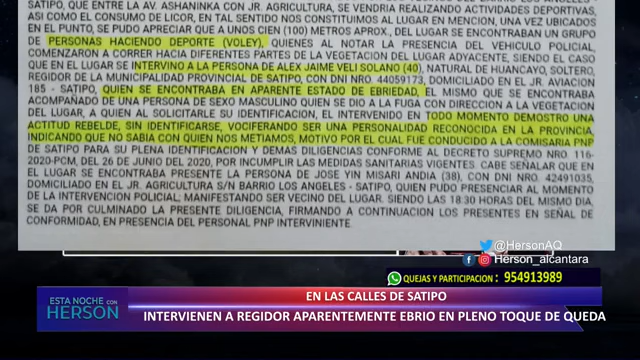 SATIPO, QUE ENTRE LA AV. ASHANINKA CON JR. AGRICULTURA, SE VENDRIA REALIZANDO ACTIVIDADES DEPORTIVAS,
ASI COMO EL CONSUMO DE LICOR, EN TAL SENTIDO NOS CONSTITUIMOS AL LUGAR EN MENCION, UNA VEZ UBICADOS
EN EL PUNTO, SE PUDO APRECIAR QUE A UNOS CIEN (100) METROS APROX., DEL LUGAR SE ENCONTRABAN UN GRUPO
DE PERSONAS HACIENDO DEPORTE (VOLEY), QUIENES AL NOTAR LA PRESENCIA DEL VEHICULO POLICIAL,
COMENZARON A CORRER HACIA DIFERENTES PARTES DE LA VEGETACION DEL LUGAR ADYACENTE, SIENDO EL CASO
QUE EN EL LUGAR SE INTERVINO A LA PERSONA DE ALEX JAIME VELI SOLANO (40), NATURAL DE HUANCAYO, SOLTERO,
REGIDOR DE LA MUNICIPALIDAD PROVINCIAL DE SATIPO, CON DNI NRO. 44059173, DOMICILIADO EN EL JR. AVIACION
185 - SATIPO, QUIEN SE ENCONTRABA EN APARENTE ESTADO DE EBRIEDAD, EL MISMO QUE SE ENCONTRABA
ACOMPAÑADO DE UNA PERSONA DE SEXO MASCULINO QUIEN SE DIO A LA FUGA CON DIRECCION A LA VEGETACION
DEL LUGAR, A QUIEN AL SOLICITARLE SU IDENTIFICACION, EL INTERVENIDO EN TODO MOMENTO DEMOSTRO UNA
ACTITUD REBELDE, SIN IDENTIFICARSE, VOCIFERANDO SER UNA PERSONALIDAD RECONOCIDA EN LA PROVINCIA,
INDICANDO QUE NO SABIA CON QUIEN NOS METIAMOS, MOTIVO POR EL CUAL FUE CONDUCIDO A LA COMISARIA PNP
DE SATIPO PARA SU PLENA IDENTIFICACION Y DEMAS DILIGENCIAS CONFORME AL DECRETO SUPREMO NRO. 116-
2020-PCM, DEL 26 DE JUNIO DEL 2020, POR INCUMPLIR LAS MEDIDAS SANITARIAS VIGENTES. CABE SEÑALAR QUE EN
EL LUGAR SE ENCONTRABA PRESENTE LA PERSONA DE JOSE YIN MISARI ANDIA (38), CON DNI NRO. 42491035,
DOMICILIADO EN EL JR. AGRICULTURA S/N BARRIO LOS ANGELES - SATIPO, QUIEN PUDO PRESENCIAR AL MOMENTO
DE LA INTERVENCION POLICIAL; MANIFESTANDO SER VECINO DEL LUGAR. SIENDO LAS 18:30 HORAS DEL MISMO DIA,
SE DA POR CULMINADO LA PRESENTE DILIGENCIA, FIRMANDO A CONTINUACION LOS PRESENTES EN SEÑAL DE
CONFORMIDAD, EN PRESENCIA DEL PERSONAL PNP INTERVINIENTE.
@HersonAQ
Herson_alcantara
QUEJAS Y PARTICIPACION : 954913989
ESTA NOCHE CON
HERSON
EN LAS CALLES DE SATIPO
INTERVIENEN A REGIDOR APARENTEMENTE EBRIO EN PLENO TOQUE DE QUEDA